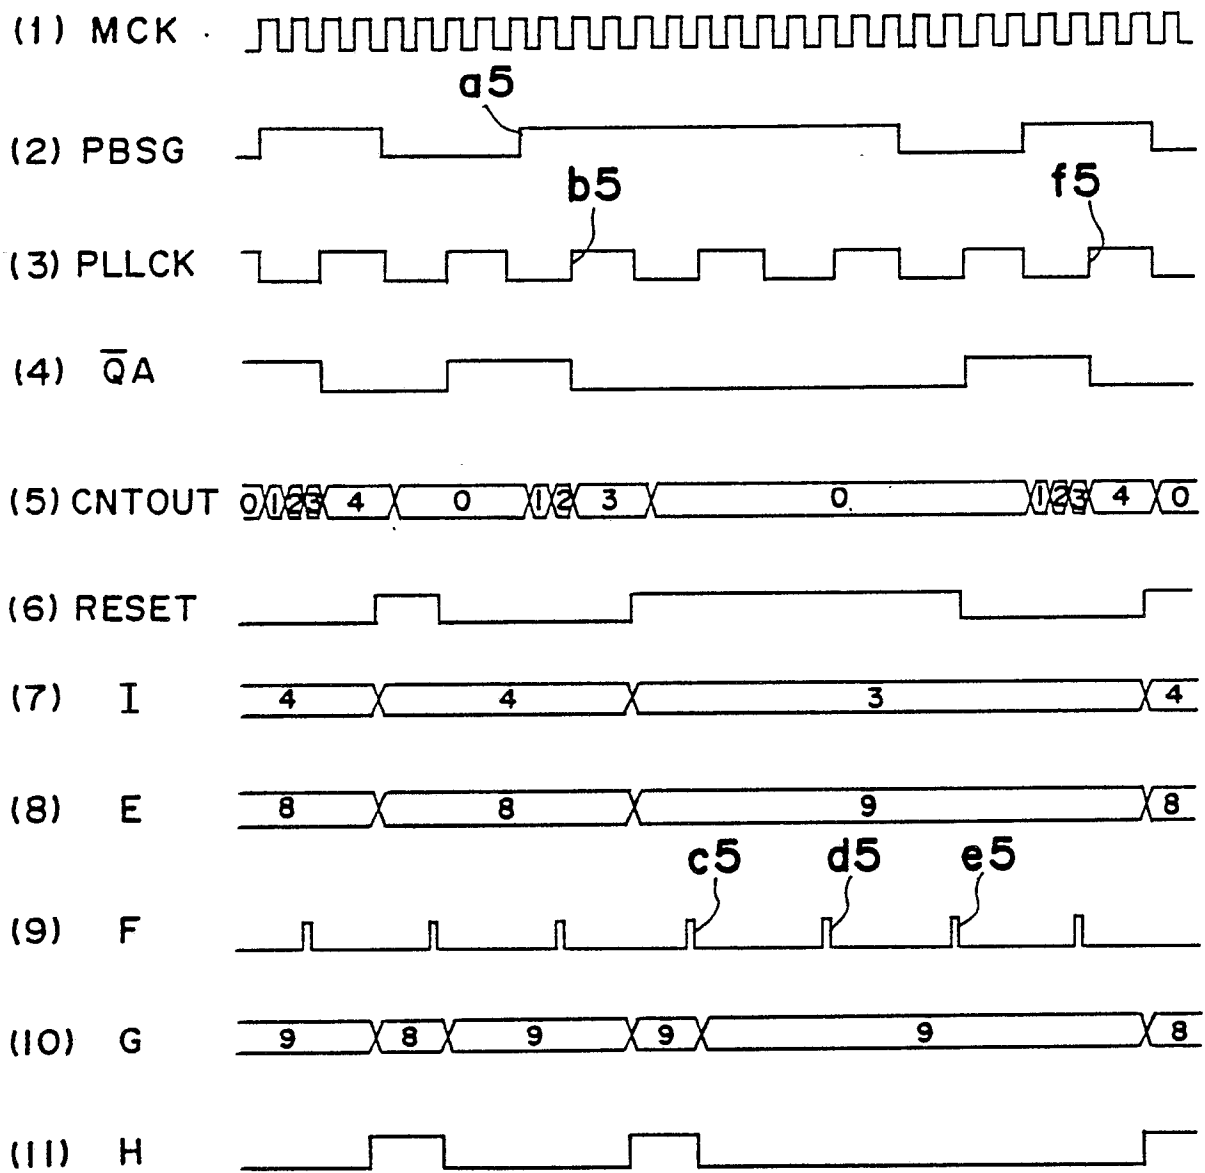 (1) MCK
a5
(2) PBSG
b5 f5
(3) PLLCK
(4) Q̅A
(5) CNTOUT 0 1 2 3 4 0 1 2 3 0 1 2 3 4 0
(6) RESET
(7) I 4 4 3 4
(8) E 8 8 9 8
c5 d5 e5
(9) F
(10) G 9 8 9 9 9 8
(11) H